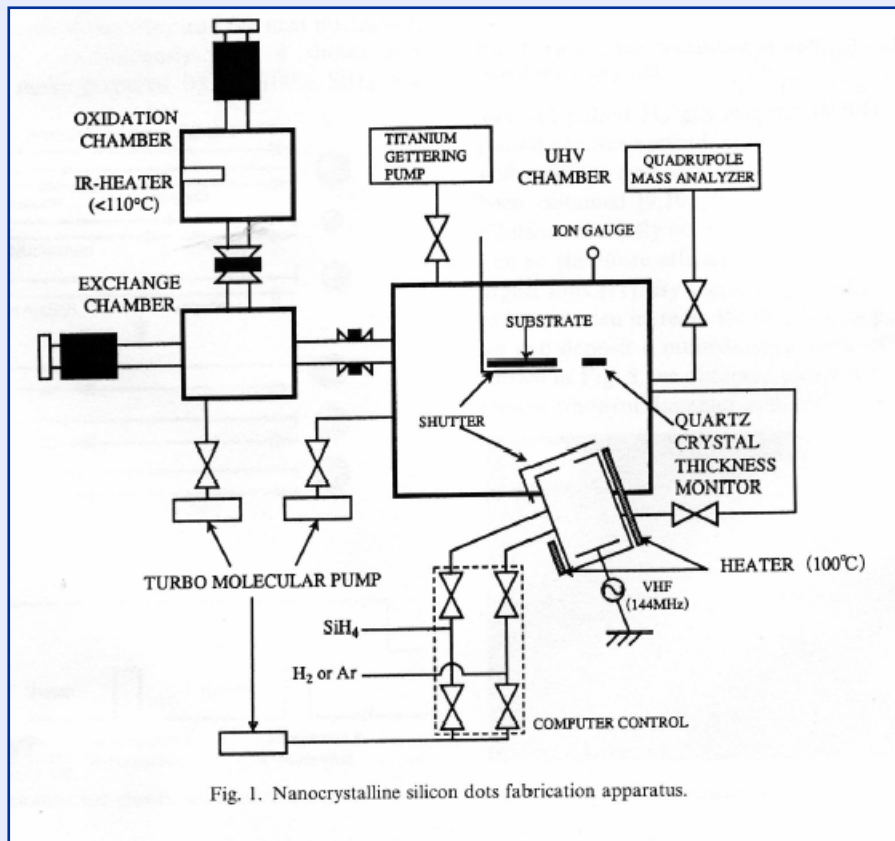 OXIDATION
CHAMBER
IR-HEATER
(<110°C)
EXCHANGE
CHAMBER
TITANIUM
GETTERING
PUMP
UHV
CHAMBER
QUADRUPOLE
MASS ANALYZER
ION GAUGE
SUBSTRATE
SHUTTER
QUARTZ
CRYSTAL
THICKNESS
MONITOR
TURBO MOLECULAR PUMP
HEATER (100℃)
VHF
(144MHz)
SiH₄
H₂ or Ar
COMPUTER CONTROL
Fig. 1. Nanocrystalline silicon dots fabrication apparatus.